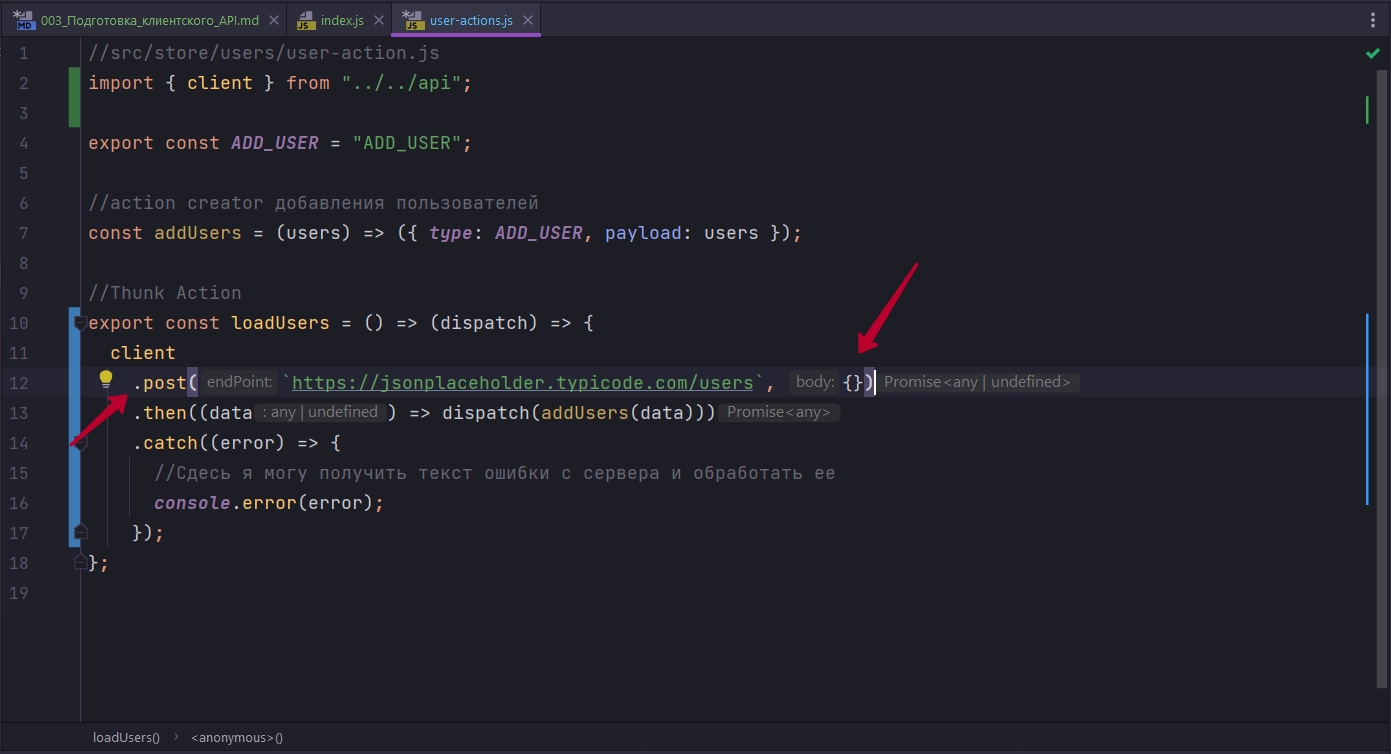 003_Подготовка_клиентского_API.md index.js user-actions.js
1 //src/store/users/user-action.js
2 import { client } from "../../api";
3
4 export const ADD_USER = "ADD_USER";
5
6 //action creator добавления пользователей
7 const addUsers = (users) => ({ type: ADD_USER, payload: users });
8
9 //Thunk Action
10 export const loadUsers = () => (dispatch) => {
11 client
12 .post( endPoint: `https://jsonplaceholder.typicode.com/users`, body: {}) Promise<any | undefined>
13 .then((data : any | undefined ) => dispatch(addUsers(data))) Promise<any>
14 .catch((error) => {
15 //Сдесь я могу получить текст ошибки с сервера и обработать ее
16 console.error(error);
17 });
18 };
19
loadUsers() › <anonymous>()